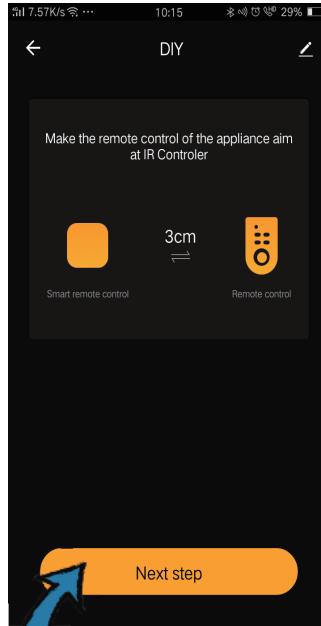 7.57K/s ... 10:15 29%
DIY
Make the remote control of the appliance aim
at IR Controler
3cm
Smart remote control Remote control
Next step